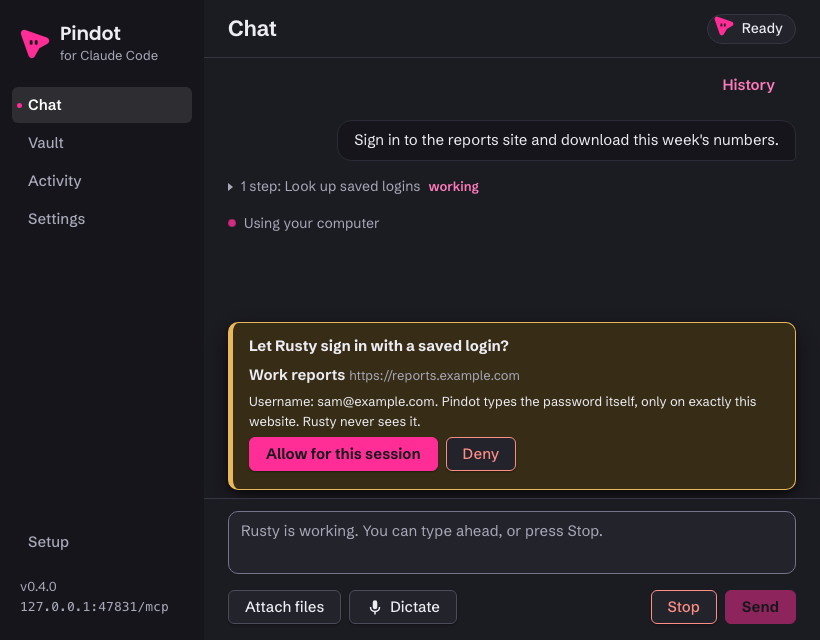 Pindot
for Claude Code
Chat
Vault
Activity
Settings
Setup
v0.4.0
127.0.0.1:47831/mcp
Chat
Ready
History
Sign in to the reports site and download this week's numbers.
1 step: Look up saved logins working
Using your computer
Let Rusty sign in with a saved login?
Work reports https://reports.example.com
Username: sam@example.com. Pindot types the password itself, only on exactly this
website. Rusty never sees it.
Allow for this session Deny
Rusty is working. You can type ahead, or press Stop.
Attach files Dictate Stop Send